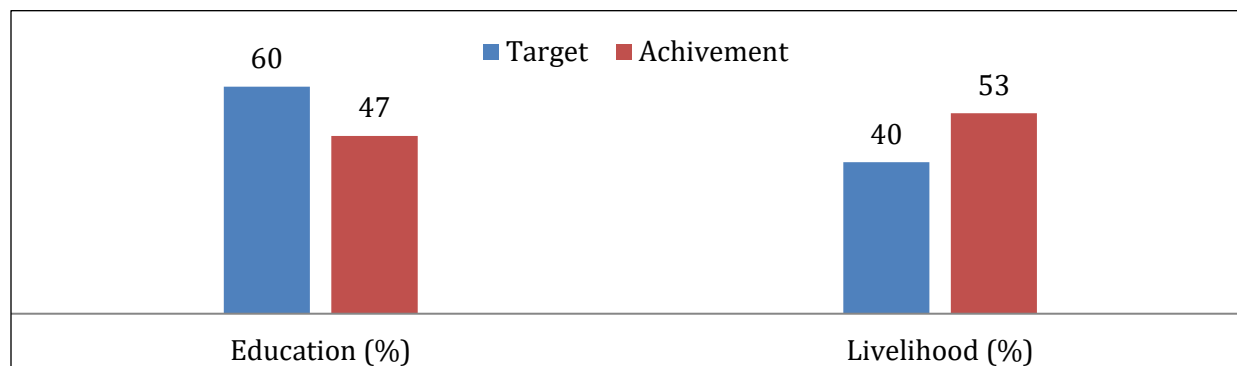 Target Achivement
60
47
40
53
Education (%)
Livelihood (%)